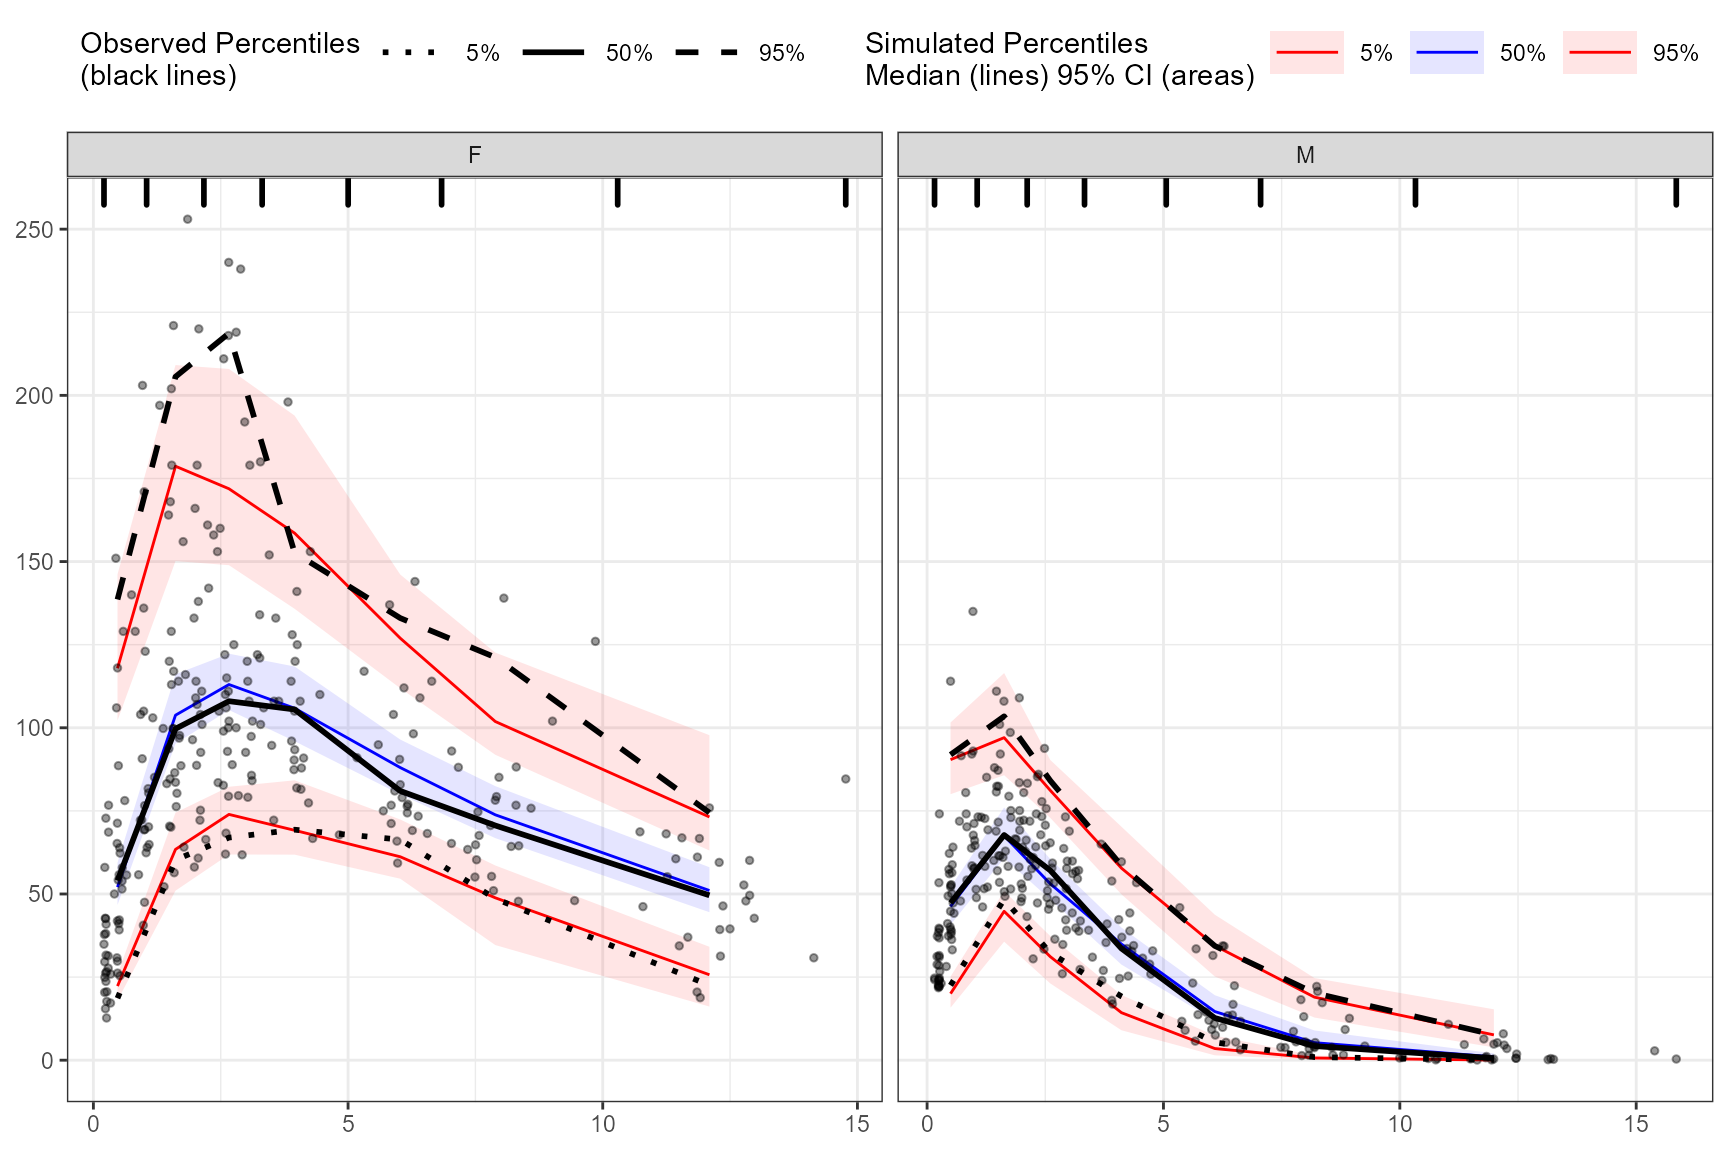 Observed Percentiles
(black lines)
5% 50% 95%
Simulated Percentiles
Median (lines) 95% CI (areas)
5% 50% 95%
F
M
250
200
150
100
50
0
0 5 10 15
0 5 10 15